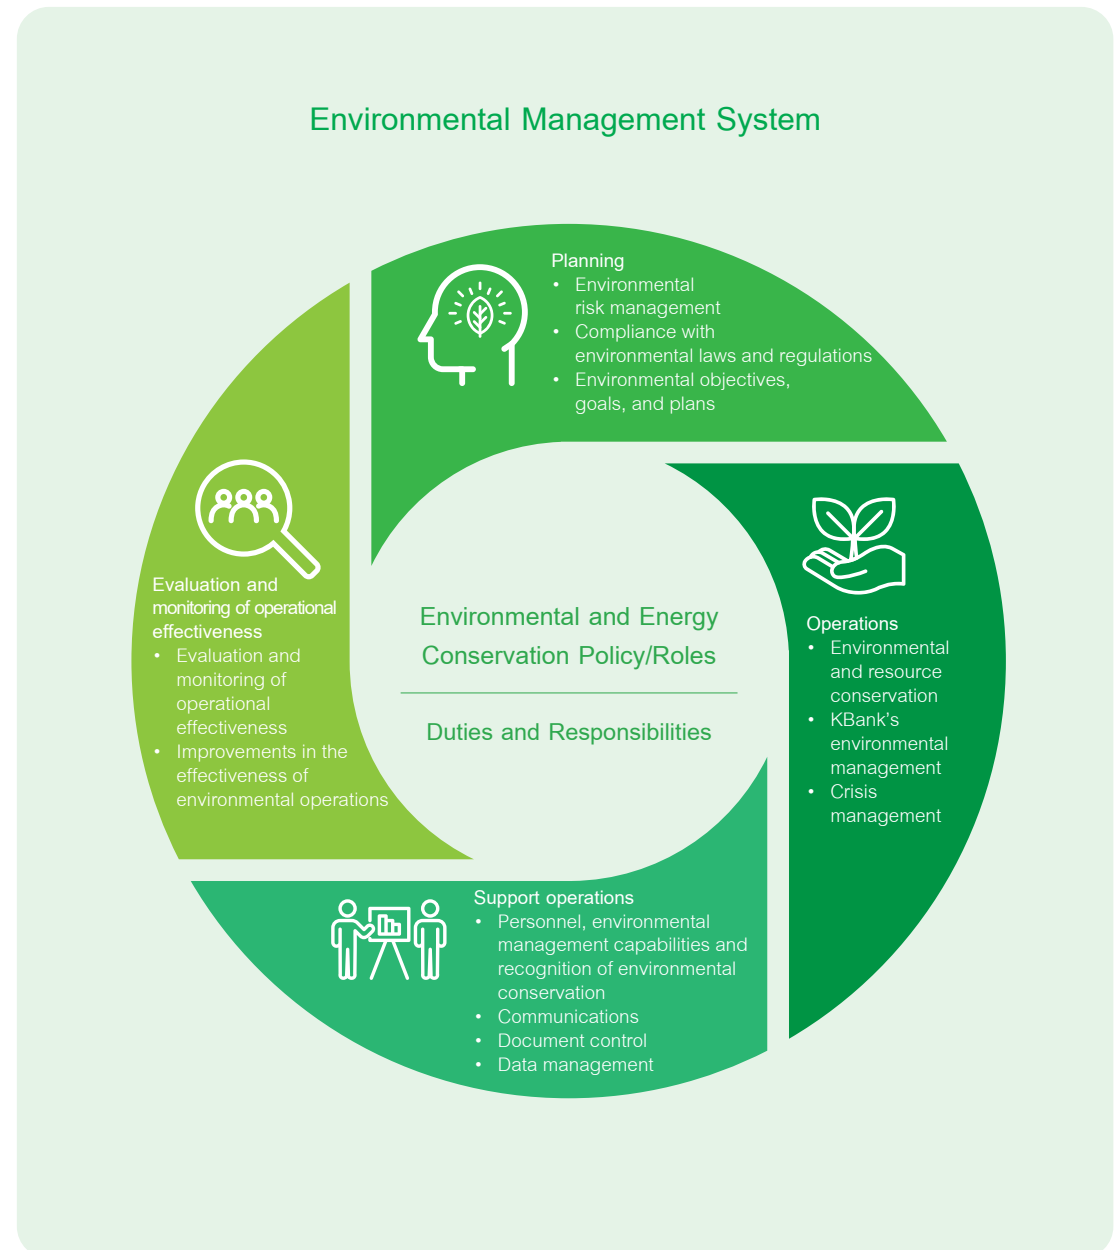 Environmental Management System
Planning
• Environmental
risk management
• Compliance with
environmental laws and regulations
• Environmental objectives,
goals, and plans
Operations
• Environmental
and resource
conservation
• KBank’s
environmental
management
• Crisis
management
Support operations
• Personnel, environmental
management capabilities and
recognition of environmental
conservation
• Communications
• Document control
• Data management
Evaluation and
monitoring of operational
effectiveness
• Evaluation and
monitoring of
operational
effectiveness
• Improvements in the
effectiveness of
environmental operations
Environmental and Energy
Conservation Policy/Roles
Duties and Responsibilities